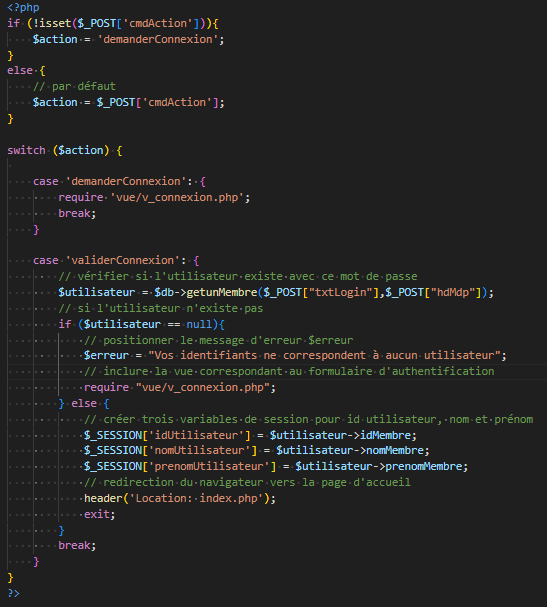 <?php
if (!isset($_POST['cmdAction'])){
    $action = 'demanderConnexion';
}
else {
    // par défaut
    $action = $_POST['cmdAction'];
}

switch ($action) {

    case 'demanderConnexion': {
        require 'vue/v_connexion.php';
        break;
    }

    case 'validerConnexion': {
        // vérifier si l'utilisateur existe avec ce mot de passe
        $utilisateur = $db->getunMembre($_POST["txtLogin"],$_POST["hdMdp"]);
        // si l'utilisateur n'existe pas
        if ($utilisateur == null){
            // positionner le message d'erreur $erreur
            $erreur = "Vos identifiants ne correspondent à aucun utilisateur";
            // inclure la vue correspondant au formulaire d'authentification
            require "vue/v_connexion.php";
        } else {
            // créer trois variables de session pour id utilisateur, nom et prénom
            $_SESSION['idUtilisateur'] = $utilisateur->idMembre;
            $_SESSION['nomUtilisateur'] = $utilisateur->nomMembre;
            $_SESSION['prenomUtilisateur'] = $utilisateur->prenomMembre;
            // redirection du navigateur vers la page d'accueil
            header('Location: index.php');
            exit;
        }
        break;
    }
}
?>